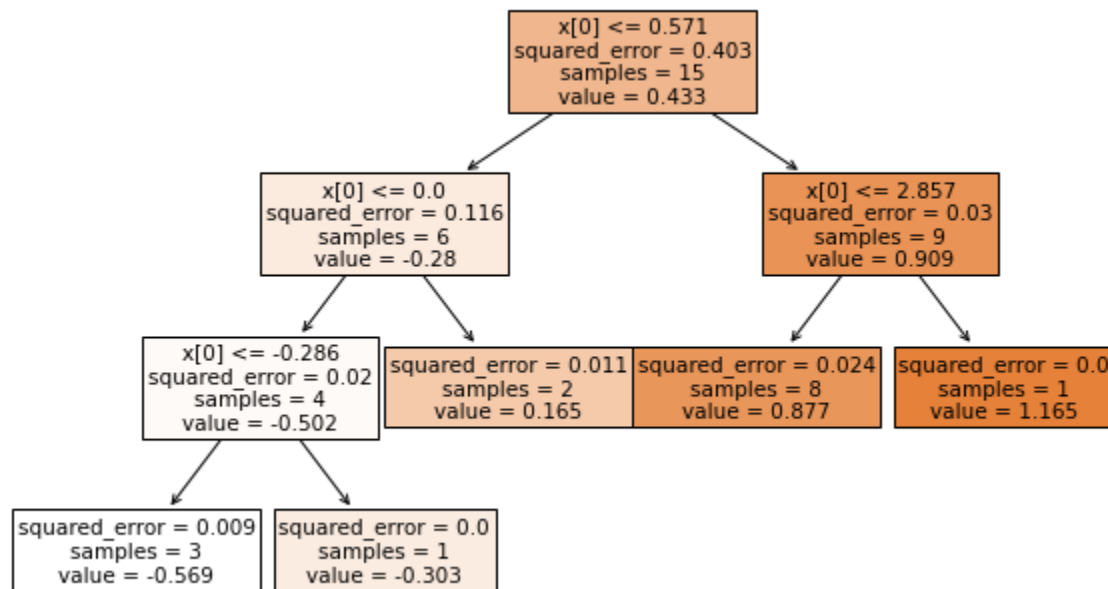 x[0] <= 0.571
squared_error = 0.403
samples = 15
value = 0.433
x[0] <= 0.0
squared_error = 0.116
samples = 6
value = -0.28
x[0] <= 2.857
squared_error = 0.03
samples = 9
value = 0.909
x[0] <= -0.286
squared_error = 0.02
samples = 4
value = -0.502
squared_error = 0.011
samples = 2
value = 0.165
squared_error = 0.024
samples = 8
value = 0.877
squared_error = 0.0
samples = 1
value = 1.165
squared_error = 0.009
samples = 3
value = -0.569
squared_error = 0.0
samples = 1
value = -0.303